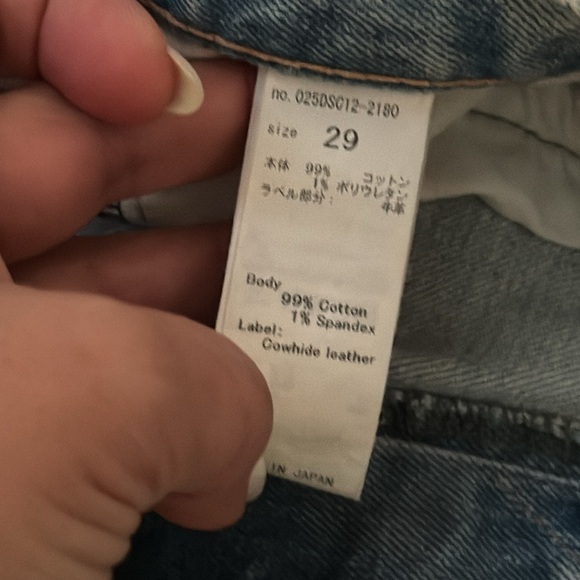 no. 025DSC12-2180
size 29
本体 99% コットン
1% ポリウレタン
ラベル部分: 牛革
Body
99% Cotton
1% Spandex
Label:
Cowhide leather
IN JAPAN